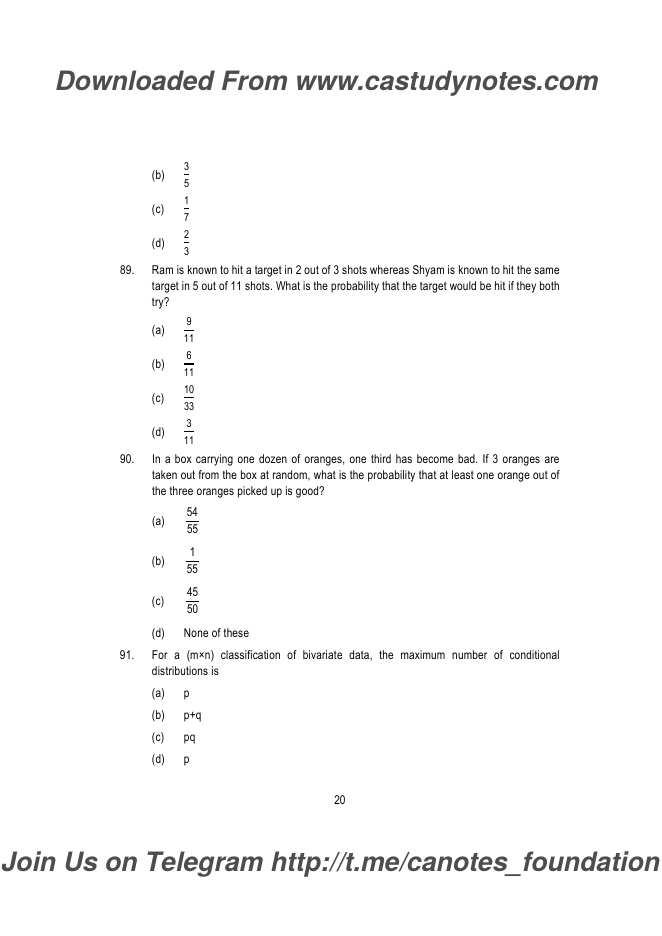 Downloaded From www.castudynotes.com
(b) 3/5
(c) 1/7
(d) 2/3
89. Ram is known to hit a target in 2 out of 3 shots whereas Shyam is known to hit the same
target in 5 out of 11 shots. What is the probability that the target would be hit if they both
try?
(a) 9/11
(b) 6/11
(c) 10/33
(d) 3/11
90. In a box carrying one dozen of oranges, one third has become bad. If 3 oranges are
taken out from the box at random, what is the probability that at least one orange out of
the three oranges picked up is good?
(a) 54/55
(b) 1/55
(c) 45/50
(d) None of these
91. For a (m×n) classification of bivariate data, the maximum number of conditional
distributions is
(a) p
(b) p+q
(c) pq
(d) p
20
Join Us on Telegram http://t.me/canotes_foundation